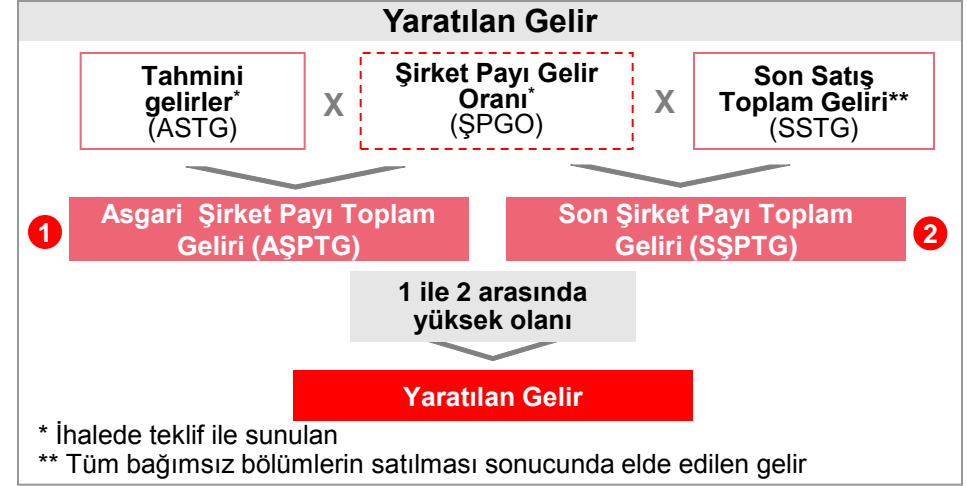 Yaratılan Gelir
Tahmini
gelirler*
(ASTG)
X
Şirket Payı Gelir
Oranı*
(ŞPGO)
X
Son Satış
Toplam Geliri**
(SSTG)
1
Asgari Şirket Payı Toplam
Geliri (AŞPTG)
Son Şirket Payı Toplam
Geliri (SŞPTG)
2
1 ile 2 arasında
yüksek olanı
Yaratılan Gelir
* İhalede teklif ile sunulan
** Tüm bağımsız bölümlerin satılması sonucunda elde edilen gelir